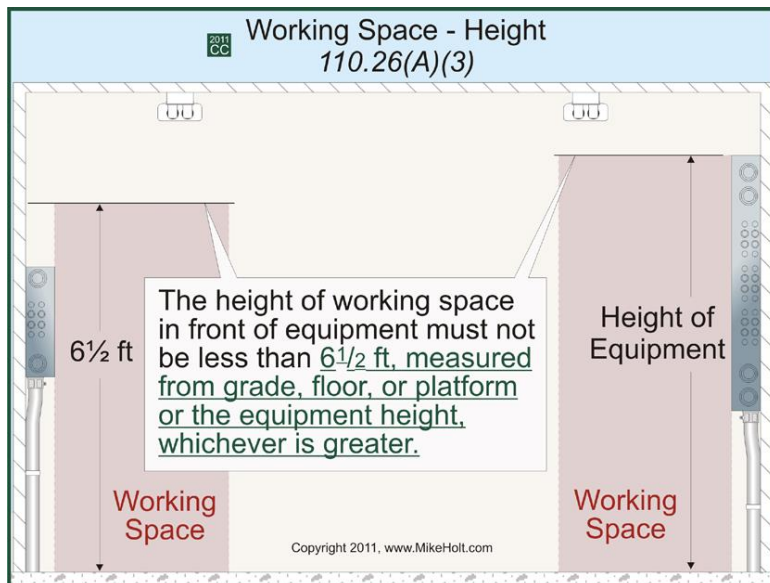 2011
CC
Working Space - Height
110.26(A)(3)
6½ ft
The height of working space
in front of equipment must not
be less than 6 1/2 ft, measured
from grade, floor, or platform
or the equipment height,
whichever is greater.
Height of
Equipment
Working
Space
Working
Space
Copyright 2011, www.MikeHolt.com